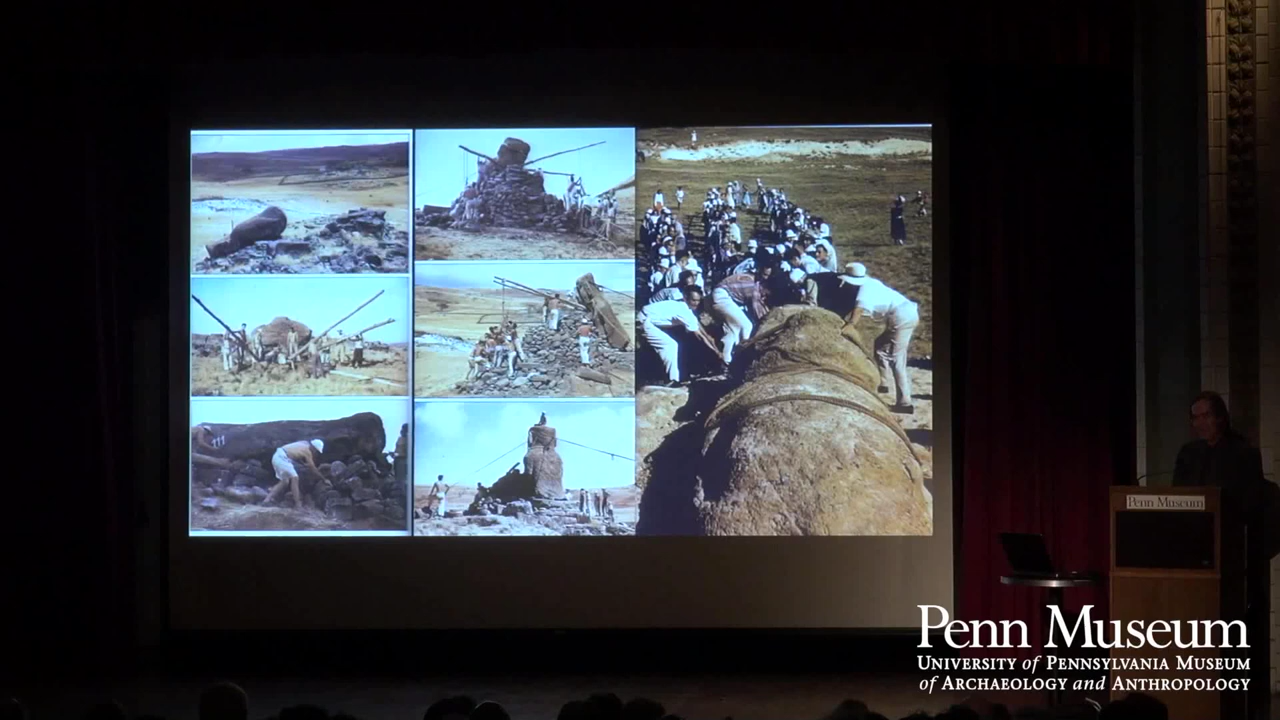 Penn Museum
Penn Museum
UNIVERSITY of PENNSYLVANIA MUSEUM
of ARCHAEOLOGY and ANTHROPOLOGY